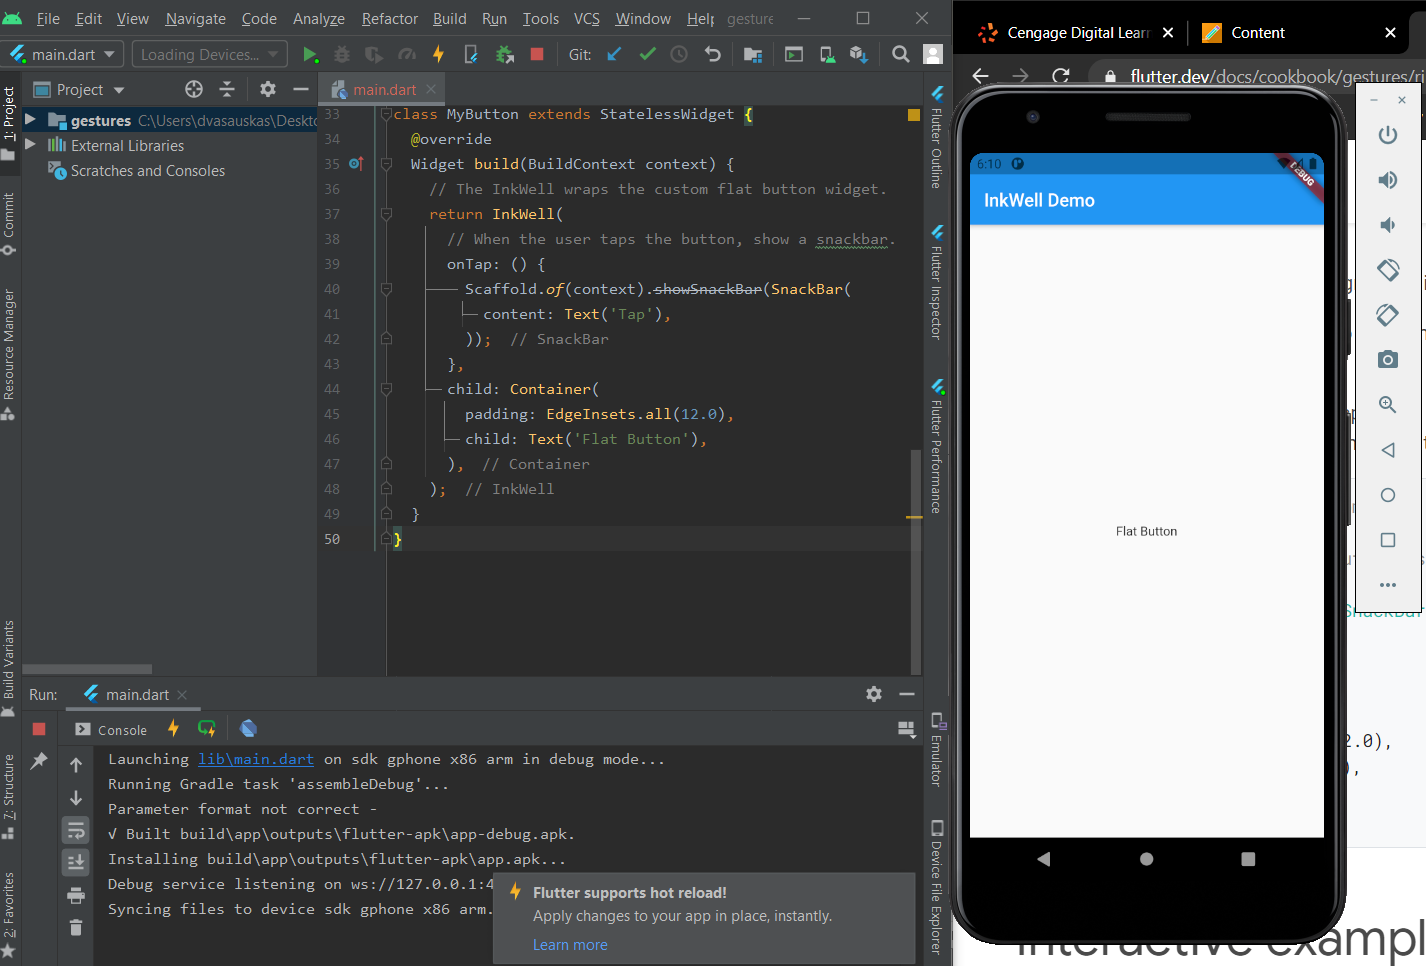 File Edit View Navigate Code Analyze Refactor Build Run Tools VCS Window Help gesture
main.dart Loading Devices... Git:
Project main.dart
gestures C:\Users\dvasauskas\Deskto
External Libraries
Scratches and Consoles
1: Project
Commit
Resource Manager
Build Variants
7: Structure
2: Favorites
33 class MyButton extends StatelessWidget {
34 @override
35 Widget build(BuildContext context) {
36 // The InkWell wraps the custom flat button widget.
37 return InkWell(
38 // When the user taps the button, show a snackbar.
39 onTap: () {
40 Scaffold.of(context).showSnackBar(SnackBar(
41 content: Text('Tap'),
42 )); // SnackBar
43 },
44 child: Container(
45 padding: EdgeInsets.all(12.0),
46 child: Text('Flat Button'),
47 ), // Container
48 ); // InkWell
49 }
50 }
Flutter Outline
Flutter Inspector
Flutter Performance
Emulator
Device File Explorer
Run: main.dart
Console
Launching lib\main.dart on sdk gphone x86 arm in debug mode...
Running Gradle task 'assembleDebug'...
Parameter format not correct -
√ Built build\app\outputs\flutter-apk\app-debug.apk.
Installing build\app\outputs\flutter-apk\app.apk...
Debug service listening on ws://127.0.0.1:4
Syncing files to device sdk gphone x86 arm.
Flutter supports hot reload!
Apply changes to your app in place, instantly.
Learn more
Cengage Digital Lear Content
flutter.dev/docs/cookbook/gestures/ri
6:10
DEBUG
InkWell Demo
Flat Button
SnackBar
2.0),
),
Interactive exampl